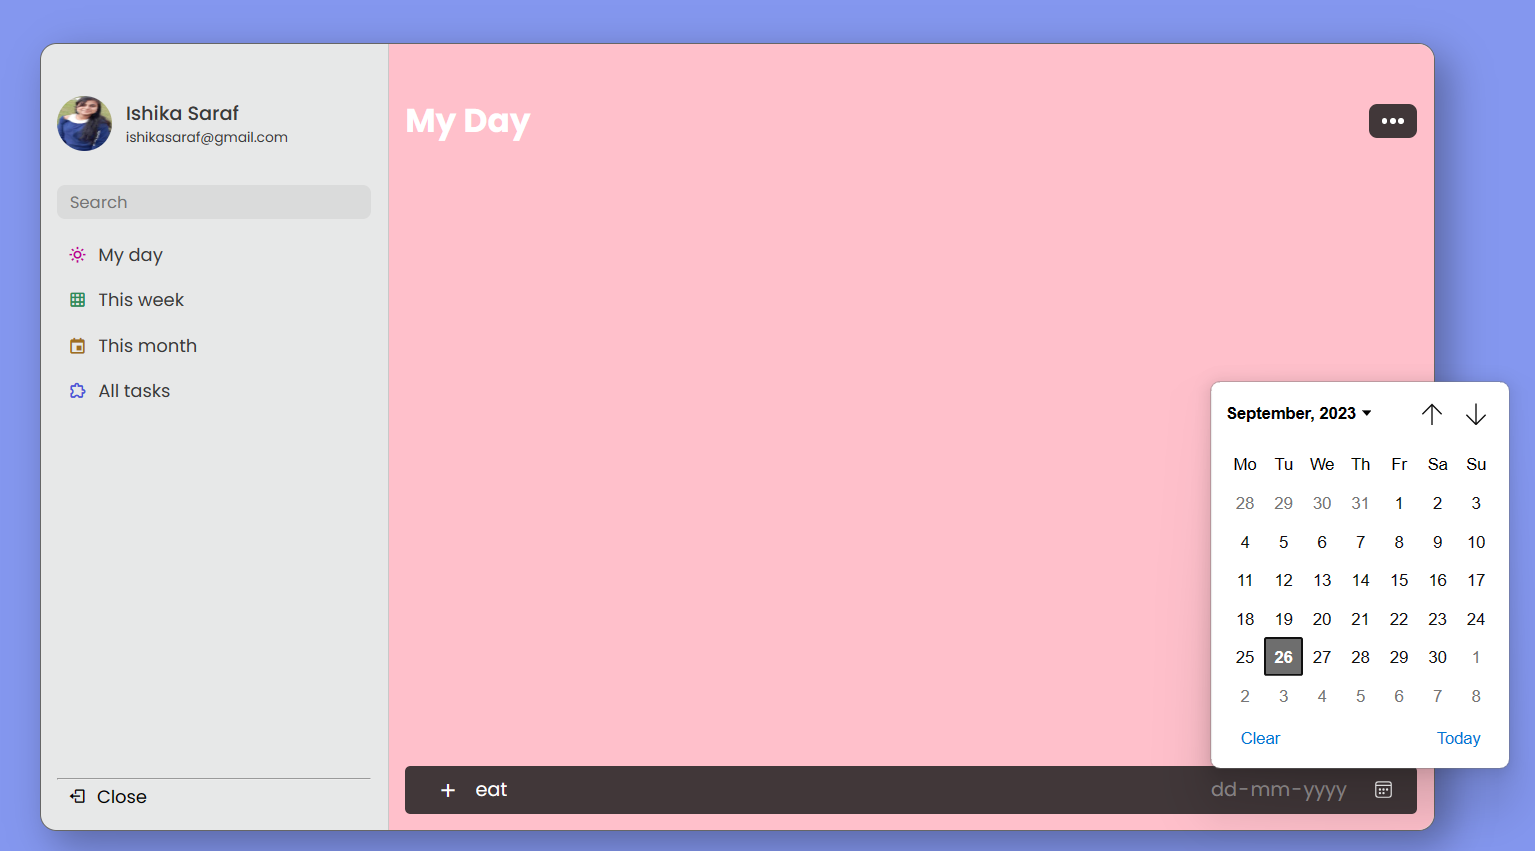 Ishika Saraf
ishikasaraf@gmail.com
Search
My day
This week
This month
All tasks
Close
My Day
+ eat
dd-mm-yyyy
September, 2023
Mo Tu We Th Fr Sa Su
28 29 30 31 1 2 3
4 5 6 7 8 9 10
11 12 13 14 15 16 17
18 19 20 21 22 23 24
25 26 27 28 29 30 1
2 3 4 5 6 7 8
Clear Today